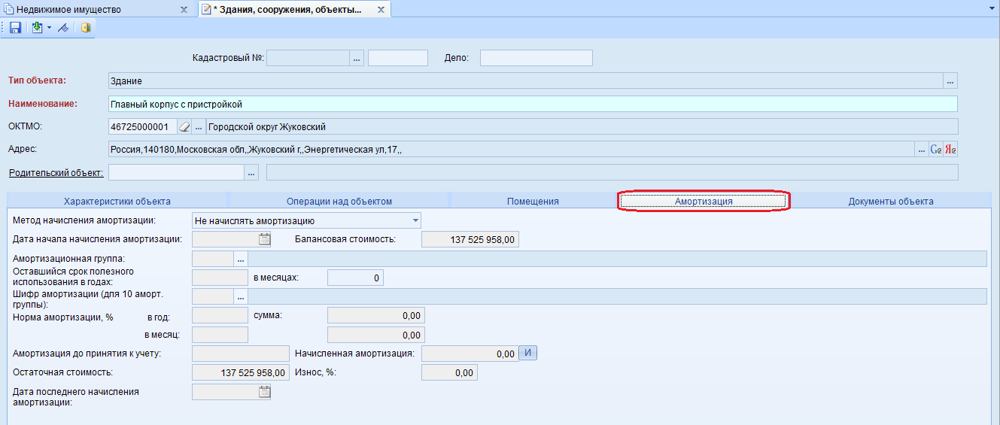 Недвижимое имущество
* Здания, сооружения, объекты...
Кадастровый №: ... Депо:
Тип объекта: Здание ...
Наименование: Главный корпус с пристройкой
ОКТМО: 46725000001 ... Городской округ Жуковский
Адрес: Россия,140180,Московская обл,,Жуковский г,,Энергетическая ул,17,, ...
Родительский объект: ...
Характеристики объекта Операции над объектом Помещения Амортизация Документы объекта
Метод начисления амортизации: Не начислять амортизацию
Дата начала начисления амортизации: Балансовая стоимость: 137 525 958,00
Амортизационная группа: ...
Оставшийся срок полезного
использования в годах: в месяцах: 0
Шифр амортизации (для 10 аморт.
группы): ...
Норма амортизации, % в год: сумма: 0,00
в месяц: 0,00
Амортизация до принятия к учету: Начисленная амортизация: 0,00 И
Остаточная стоимость: 137 525 958,00 Износ, %: 0,00
Дата последнего начисления
амортизации: